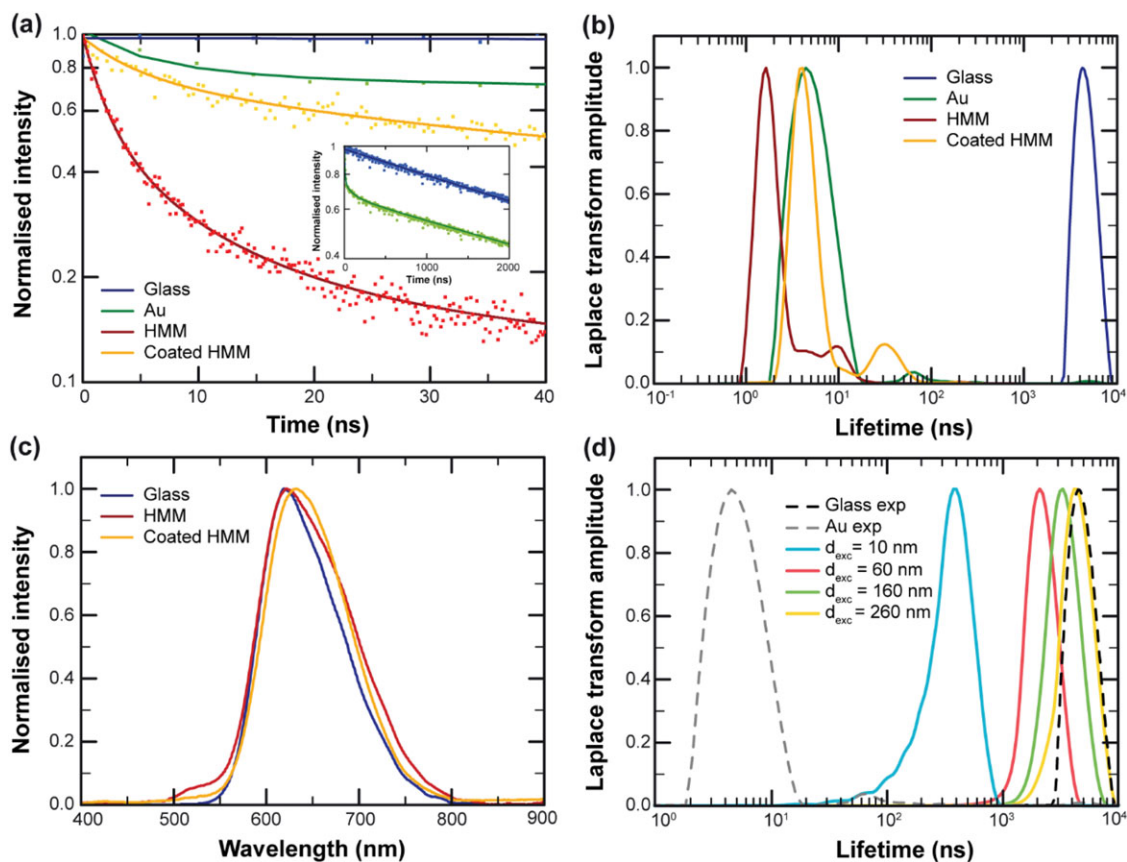 (a)
1.0
0.8
0.6
0.4
0.2
0.1
Normalised intensity
0
10
20
30
40
Time (ns)
Glass
Au
HMM
Coated HMM
1
0.8
0.6
0.4
Normalised intensity
0
1000
2000
Time (ns)
(b)
1.0
0.8
0.6
0.4
0.2
0.0
Laplace transform amplitude
10⁻¹
10⁰
10¹
10²
10³
10⁴
Lifetime (ns)
Glass
Au
HMM
Coated HMM
(c)
1.0
0.8
0.6
0.4
0.2
0.0
Normalised intensity
400
500
600
700
800
900
Wavelength (nm)
Glass
HMM
Coated HMM
(d)
1.0
0.8
0.6
0.4
0.2
0.0
Laplace transform amplitude
10⁰
10¹
10²
10³
10⁴
Lifetime (ns)
Glass exp
Au exp
d_exc = 10 nm
d_exc = 60 nm
d_exc = 160 nm
d_exc = 260 nm